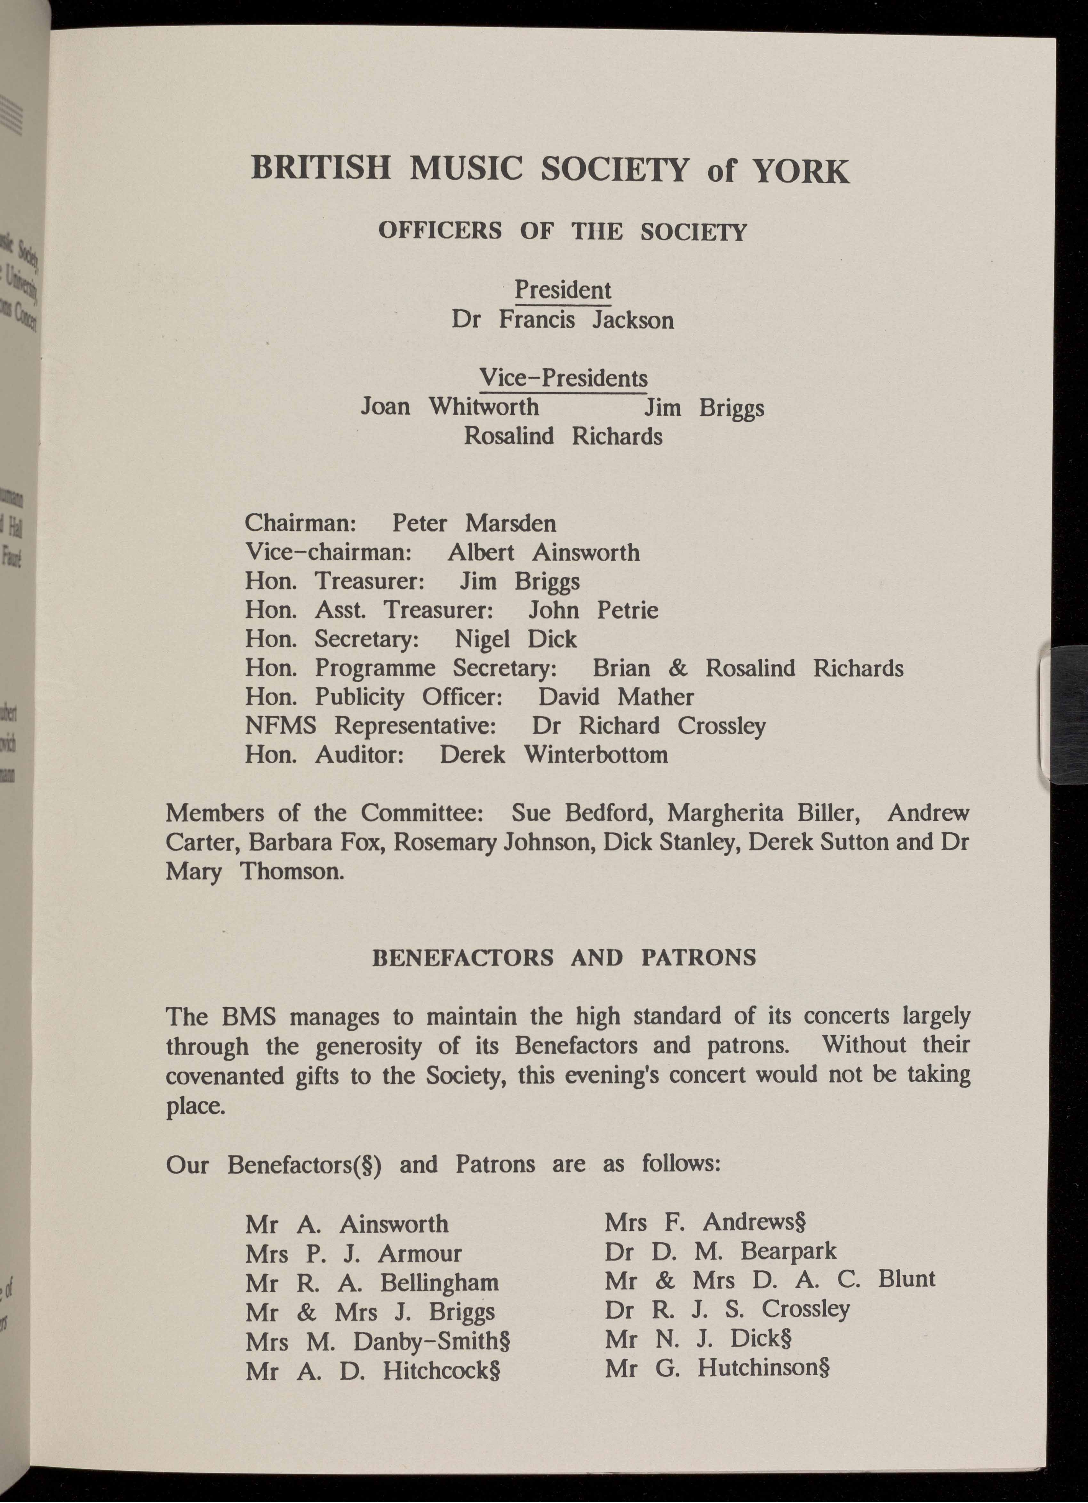 BRITISH MUSIC SOCIETY of YORK
OFFICERS OF THE SOCIETY
President
Dr Francis Jackson
Vice-Presidents
Joan Whitworth Jim Briggs
Rosalind Richards
Chairman: Peter Marsden
Vice-chairman: Albert Ainsworth
Hon. Treasurer: Jim Briggs
Hon. Asst. Treasurer: John Petrie
Hon. Secretary: Nigel Dick
Hon. Programme Secretary: Brian & Rosalind Richards
Hon. Publicity Officer: David Mather
NFMS Representative: Dr Richard Crossley
Hon. Auditor: Derek Winterbottom
Members of the Committee: Sue Bedford, Margherita Biller, Andrew
Carter, Barbara Fox, Rosemary Johnson, Dick Stanley, Derek Sutton and Dr
Mary Thomson.
BENEFACTORS AND PATRONS
The BMS manages to maintain the high standard of its concerts largely
through the generosity of its Benefactors and patrons. Without their
covenanted gifts to the Society, this evening's concert would not be taking
place.
Our Benefactors(§) and Patrons are as follows:
Mr A. Ainsworth Mrs F. Andrews§
Mrs P. J. Armour Dr D. M. Bearpark
Mr R. A. Bellingham Mr & Mrs D. A. C. Blunt
Mr & Mrs J. Briggs Dr R. J. S. Crossley
Mrs M. Danby-Smith§ Mr N. J. Dick§
Mr A. D. Hitchcock§ Mr G. Hutchinson§